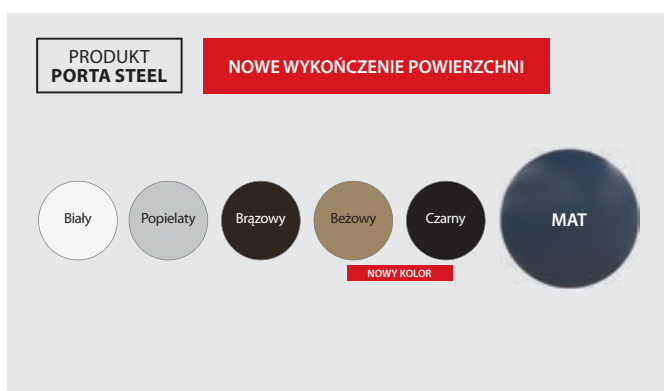 PRODUKT
PORTA STEEL
NOWE WYKOŃCZENIE POWIERZCHNI
Biały
Popielaty
Brązowy
Beżowy
Czarny
MAT
NOWY KOLOR